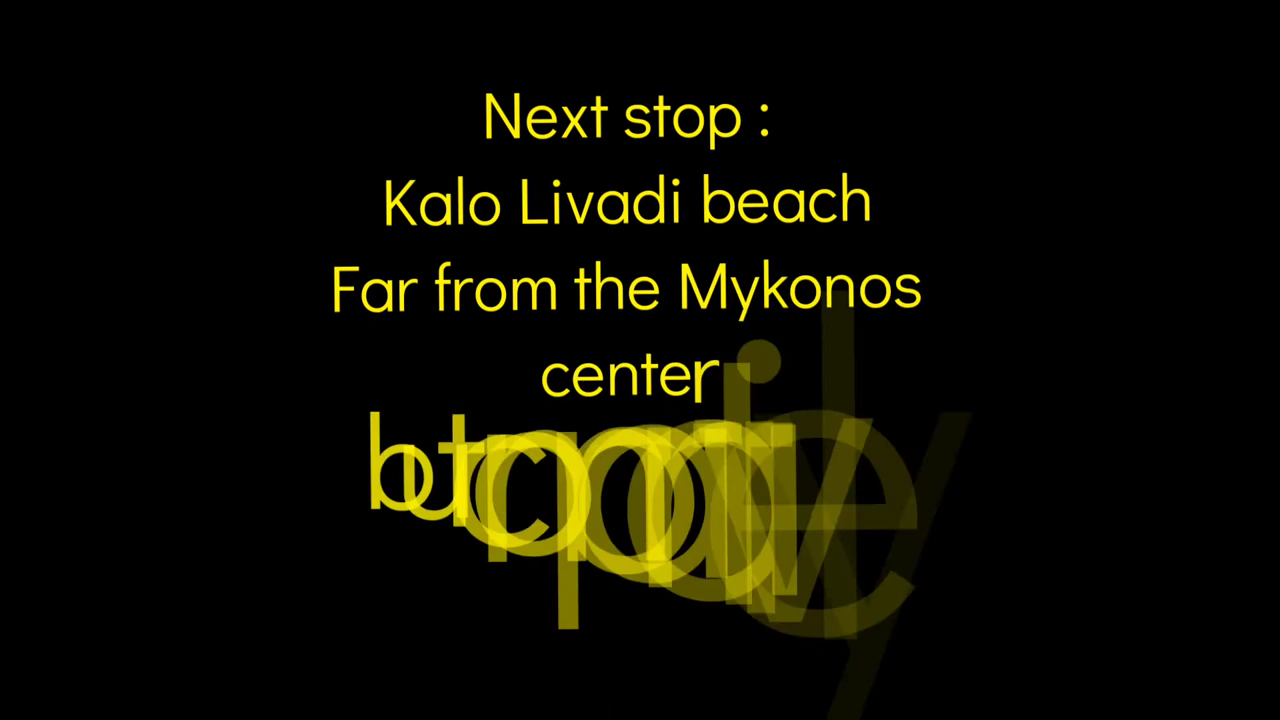 Next stop :
Kalo Livadi beach
Far from the Mykonos
center